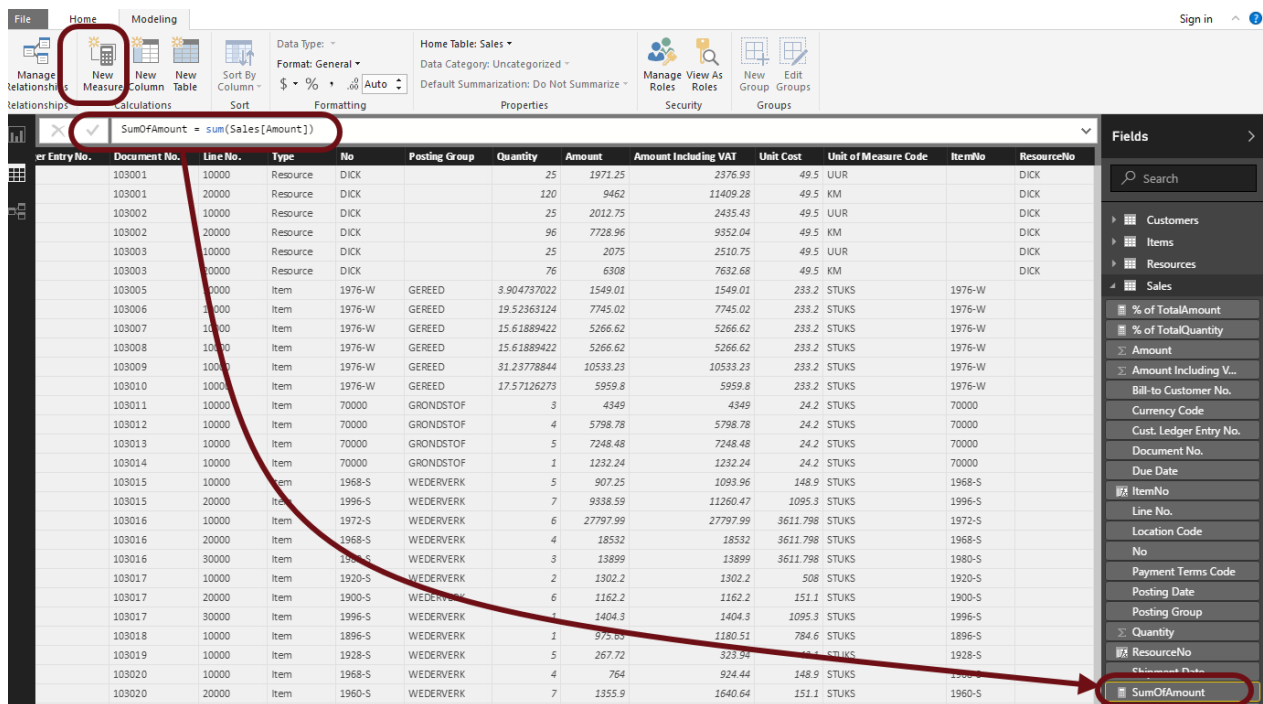 File Home Modeling Sign in
Manage Relationships New Measure New Column New Table Sort By Column Data Type: Home Table: Sales Manage Roles View As Roles New Group Edit Groups
Format: General Data Category: Uncategorized
$ % , .00 Auto Default Summarization: Do Not Summarize
Relationships Calculations Sort Formatting Properties Security Groups
SumOfAmount = sum(Sales[Amount])
er Entry No. Document No. Line No. Type No Posting Group Quantity Amount Amount Including VAT Unit Cost Unit of Measure Code ItemNo ResourceNo
103001 10000 Resource DICK 25 1971.25 2376.93 49.5 UUR DICK
103001 20000 Resource DICK 120 9462 11409.28 49.5 KM DICK
103002 10000 Resource DICK 25 2012.75 2435.43 49.5 UUR DICK
103002 20000 Resource DICK 96 7728.96 9352.04 49.5 KM DICK
103003 10000 Resource DICK 25 2075 2510.75 49.5 UUR DICK
103003 20000 Resource DICK 76 6308 7632.68 49.5 KM DICK
103005 Item 1976-W GEREED 3.904737022 1549.01 1549.01 233.2 STUKS 1976-W
103006 Item 1976-W GEREED 19.52363124 7745.02 7745.02 233.2 STUKS 1976-W
103007 Item 1976-W GEREED 15.61889422 5266.62 5266.62 233.2 STUKS 1976-W
103008 10000 Item 1976-W GEREED 15.61889422 5266.62 5266.62 233.2 STUKS 1976-W
103009 10000 Item 1976-W GEREED 31.23778844 10533.23 10533.23 233.2 STUKS 1976-W
103010 10000 Item 1976-W GEREED 17.57126273 5959.8 5959.8 233.2 STUKS 1976-W
103011 10000 Item 70000 GRONDSTOF 3 4349 4349 24.2 STUKS 70000
103012 10000 Item 70000 GRONDSTOF 4 5798.78 5798.78 24.2 STUKS 70000
103013 10000 Item 70000 GRONDSTOF 5 7248.48 7248.48 24.2 STUKS 70000
103014 10000 Item 70000 GRONDSTOF 1 1232.24 1232.24 24.2 STUKS 70000
103015 10000 Item 1968-S WEDERVERK 5 907.25 1093.96 148.9 STUKS 1968-S
103015 20000 Item 1996-S WEDERVERK 7 9338.59 11260.47 1095.3 STUKS 1996-S
103016 10000 Item 1972-S WEDERVERK 6 27797.99 27797.99 3611.798 STUKS 1972-S
103016 20000 Item 1968-S WEDERVERK 4 18532 18532 3611.798 STUKS 1968-S
103016 30000 Item 1980-S WEDERVERK 3 13899 13899 3611.798 STUKS 1980-S
103017 10000 Item 1920-S WEDERVERK 2 1302.2 1302.2 508 STUKS 1920-S
103017 20000 Item 1900-S WEDERVERK 6 1162.2 1162.2 151.1 STUKS 1900-S
103017 30000 Item 1996-S WEDERVERK 1 1404.3 1404.3 1095.3 STUKS 1996-S
103018 10000 Item 1896-S WEDERVERK 1 975.63 1180.51 784.6 STUKS 1896-S
103019 10000 Item 1928-S WEDERVERK 5 267.72 323.94 STUKS 1928-S
103020 10000 Item 1968-S WEDERVERK 4 764 924.44 148.9 STUKS
103020 20000 Item 1960-S WEDERVERK 7 1355.9 1640.64 151.1 STUKS 1960-S
Fields
Search
Customers
Items
Resources
Sales
% of TotalAmount
% of TotalQuantity
Amount
Amount Including V...
Bill-to Customer No.
Currency Code
Cust. Ledger Entry No.
Document No.
Due Date
ItemNo
Line No.
Location Code
No
Payment Terms Code
Posting Date
Posting Group
Quantity
ResourceNo
Shipment Date
SumOfAmount